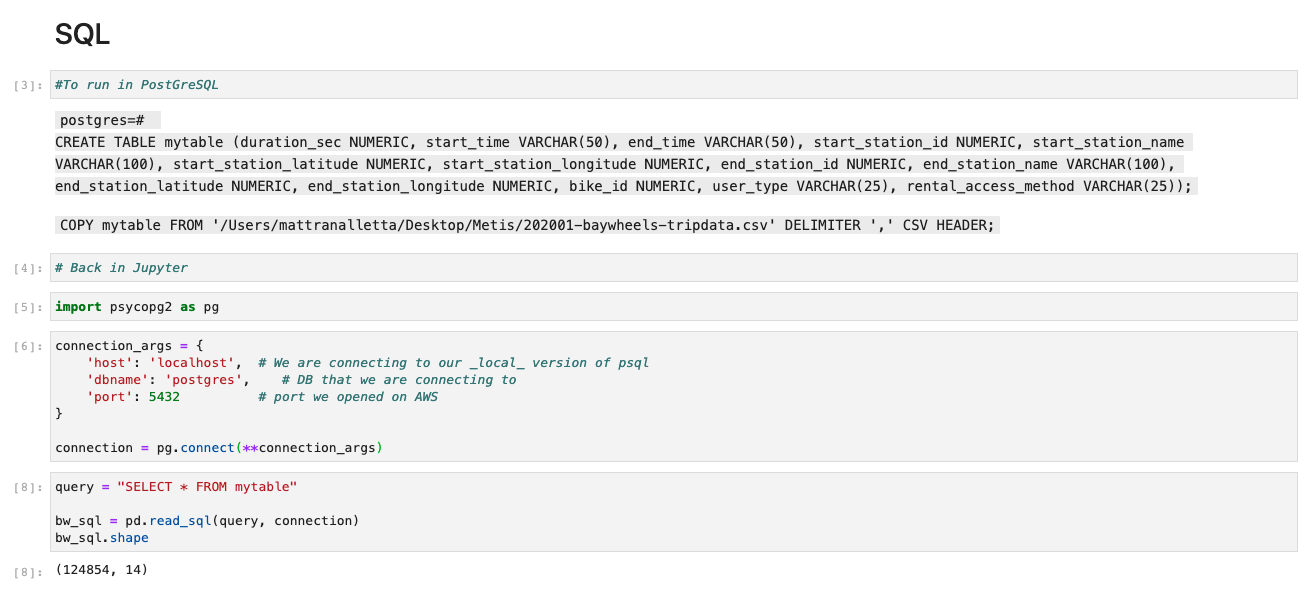 SQL
[3]: #To run in PostGreSQL
postgres=#
CREATE TABLE mytable (duration_sec NUMERIC, start_time VARCHAR(50), end_time VARCHAR(50), start_station_id NUMERIC, start_station_name
VARCHAR(100), start_station_latitude NUMERIC, start_station_longitude NUMERIC, end_station_id NUMERIC, end_station_name VARCHAR(100),
end_station_latitude NUMERIC, end_station_longitude NUMERIC, bike_id NUMERIC, user_type VARCHAR(25), rental_access_method VARCHAR(25));
COPY mytable FROM '/Users/mattranalletta/Desktop/Metis/202001-baywheels-tripdata.csv' DELIMITER ',' CSV HEADER;
[4]: # Back in Jupyter
[5]: import psycopg2 as pg
[6]: connection_args = {
    'host': 'localhost',  # We are connecting to our _local_ version of psql
    'dbname': 'postgres',    # DB that we are connecting to
    'port': 5432          # port we opened on AWS
}
connection = pg.connect(**connection_args)
[8]: query = "SELECT * FROM mytable"
bw_sql = pd.read_sql(query, connection)
bw_sql.shape
[8]: (124854, 14)